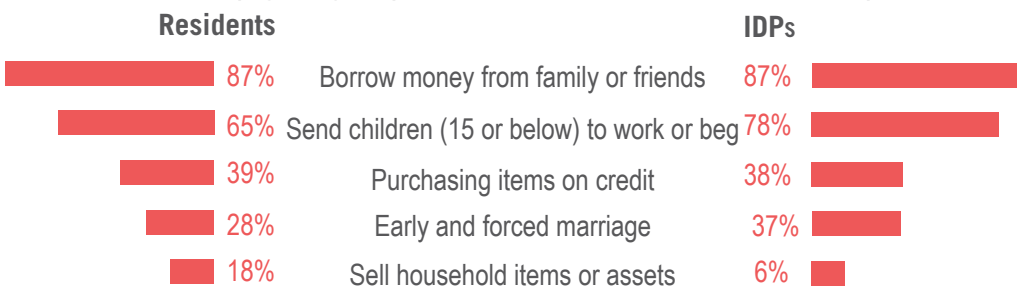 Residents IDPs
87% Borrow money from family or friends 87%
65% Send children (15 or below) to work or beg 78%
39% Purchasing items on credit 38%
28% Early and forced marriage 37%
18% Sell household items or assets 6%